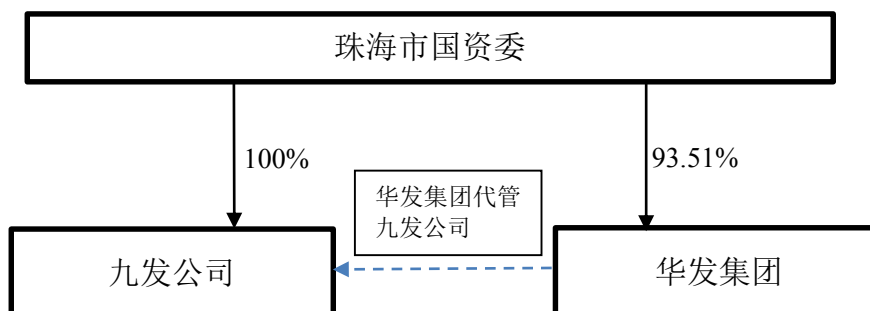 珠海市国资委
100%
93.51%
华发集团代管
九发公司
九发公司
华发集团